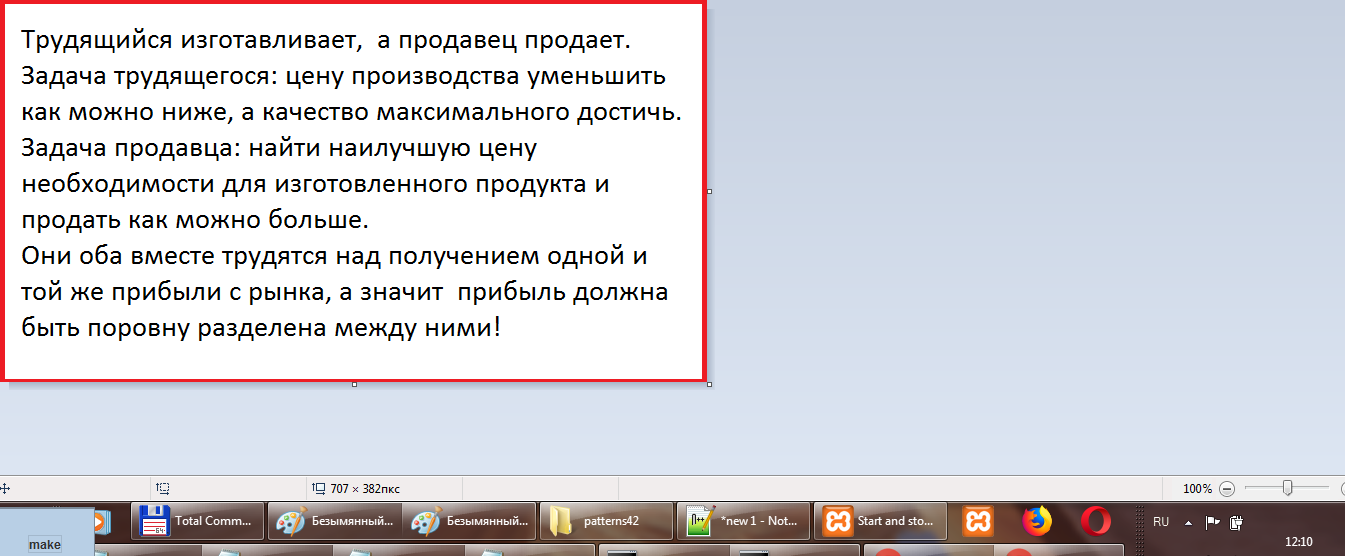 Трудящийся изготавливает,  а продавец продает.
Задача трудящегося: цену производства уменьшить
как можно ниже, а качество максимального достичь.
Задача продавца: найти наилучшую цену
необходимости для изготовленного продукта и
продать как можно больше.
Они оба вместе трудятся над получением одной и
той же прибыли с рынка, а значит  прибыль должна
быть поровну разделена между ними!
707 × 382пкс
100%
Total Comm...
Безымянный...
Безымянный...
patterns42
*new 1 - Not...
Start and sto...
RU
make
12:10